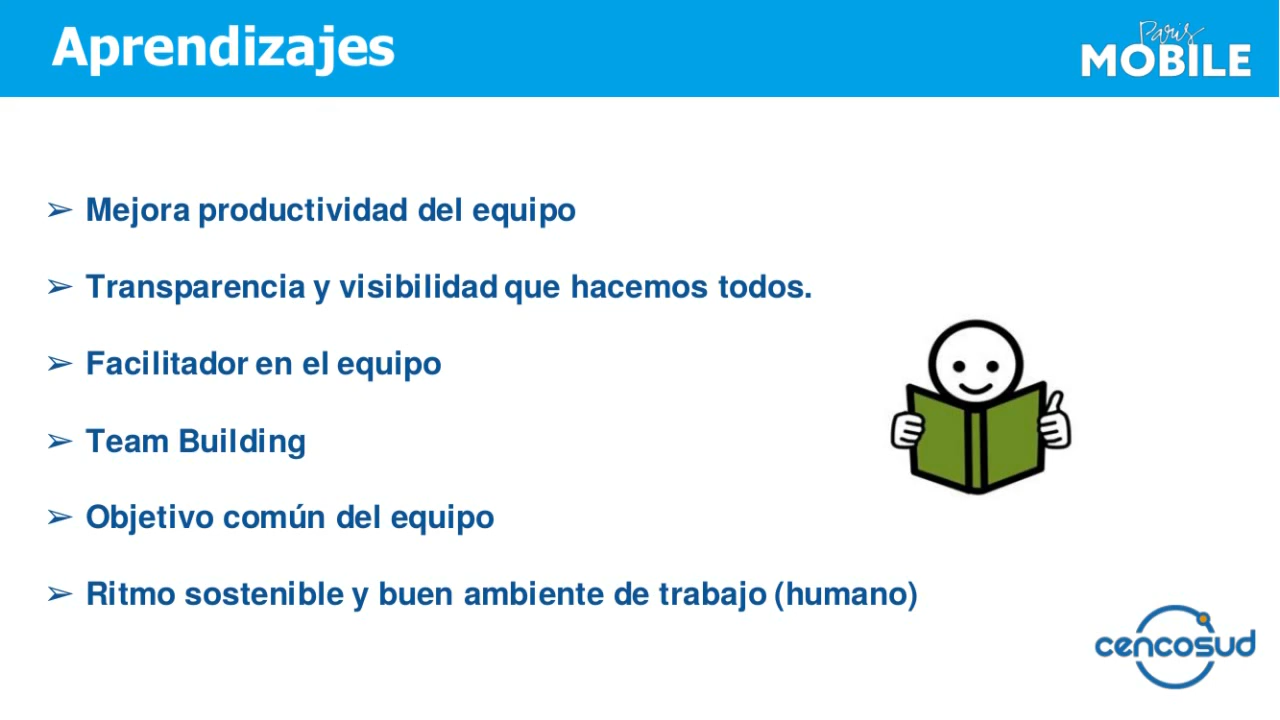 Aprendizajes
Paris
MOBILE
➢ Mejora productividad del equipo
➢ Transparencia y visibilidad que hacemos todos.
➢ Facilitador en el equipo
➢ Team Building
➢ Objetivo común del equipo
➢ Ritmo sostenible y buen ambiente de trabajo (humano)
cencosud